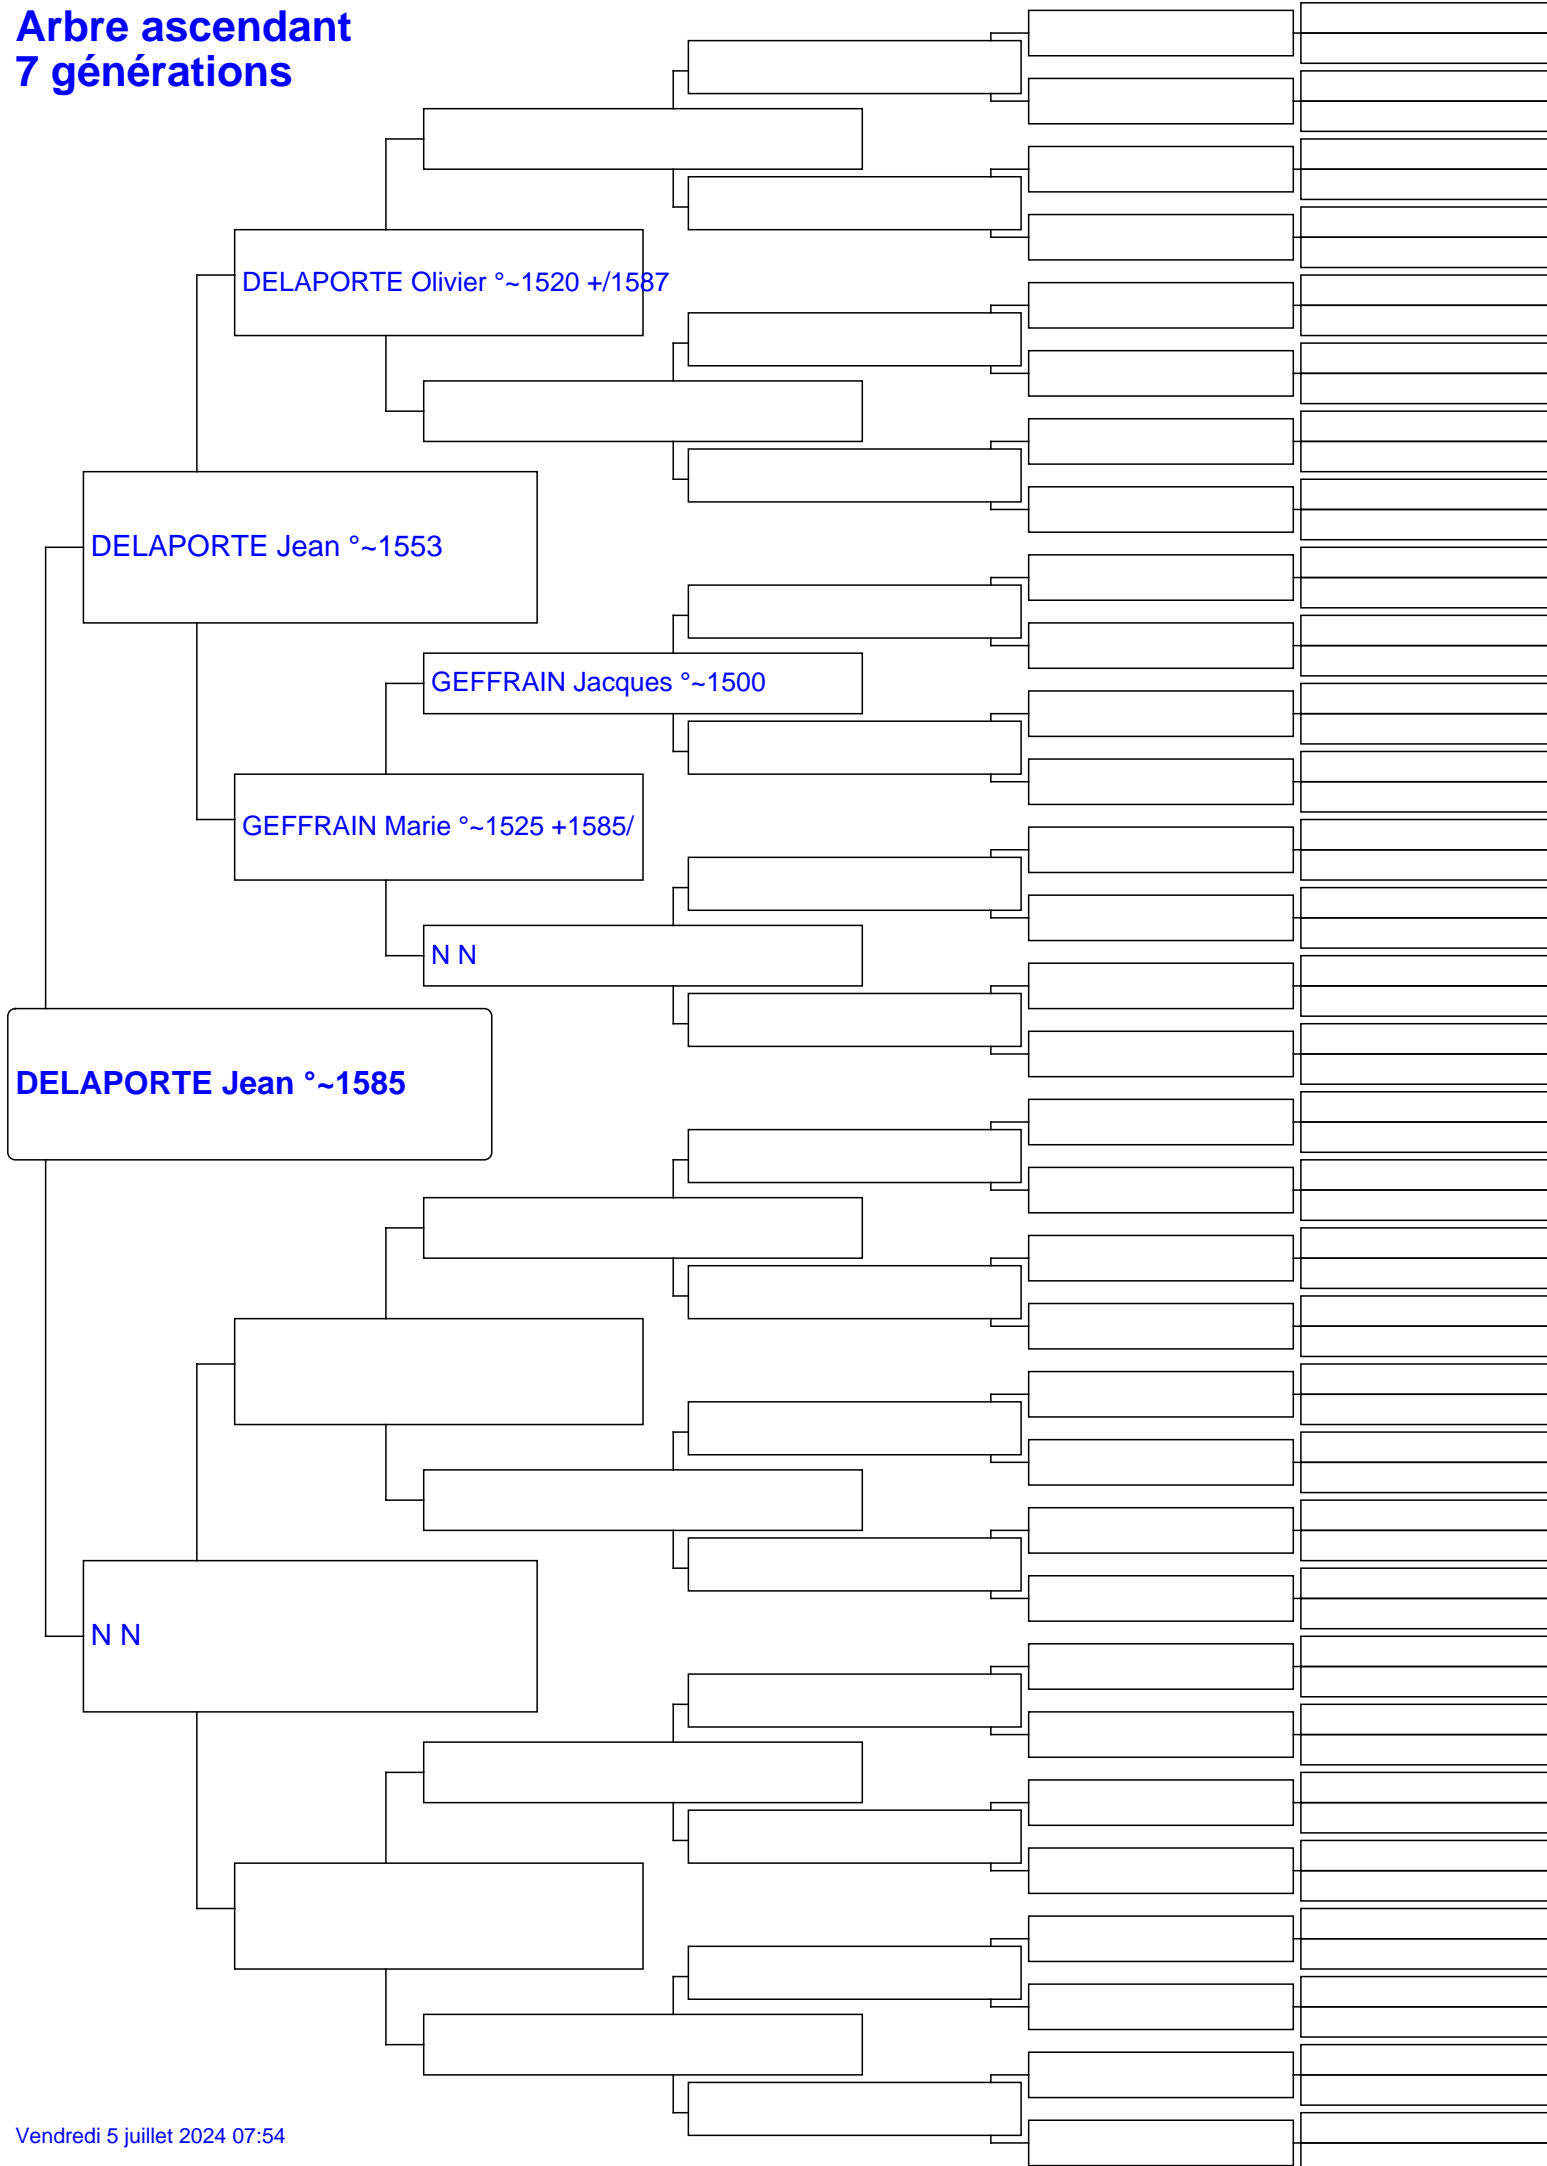 Arbre ascendant
7 générations
DELAPORTE Olivier °~1520 +/1587
DELAPORTE Jean °~1553
GEFFRAIN Jacques °~1500
GEFFRAIN Marie °~1525 +1585/
N N
DELAPORTE Jean °~1585
N N
Vendredi 5 juillet 2024 07:54